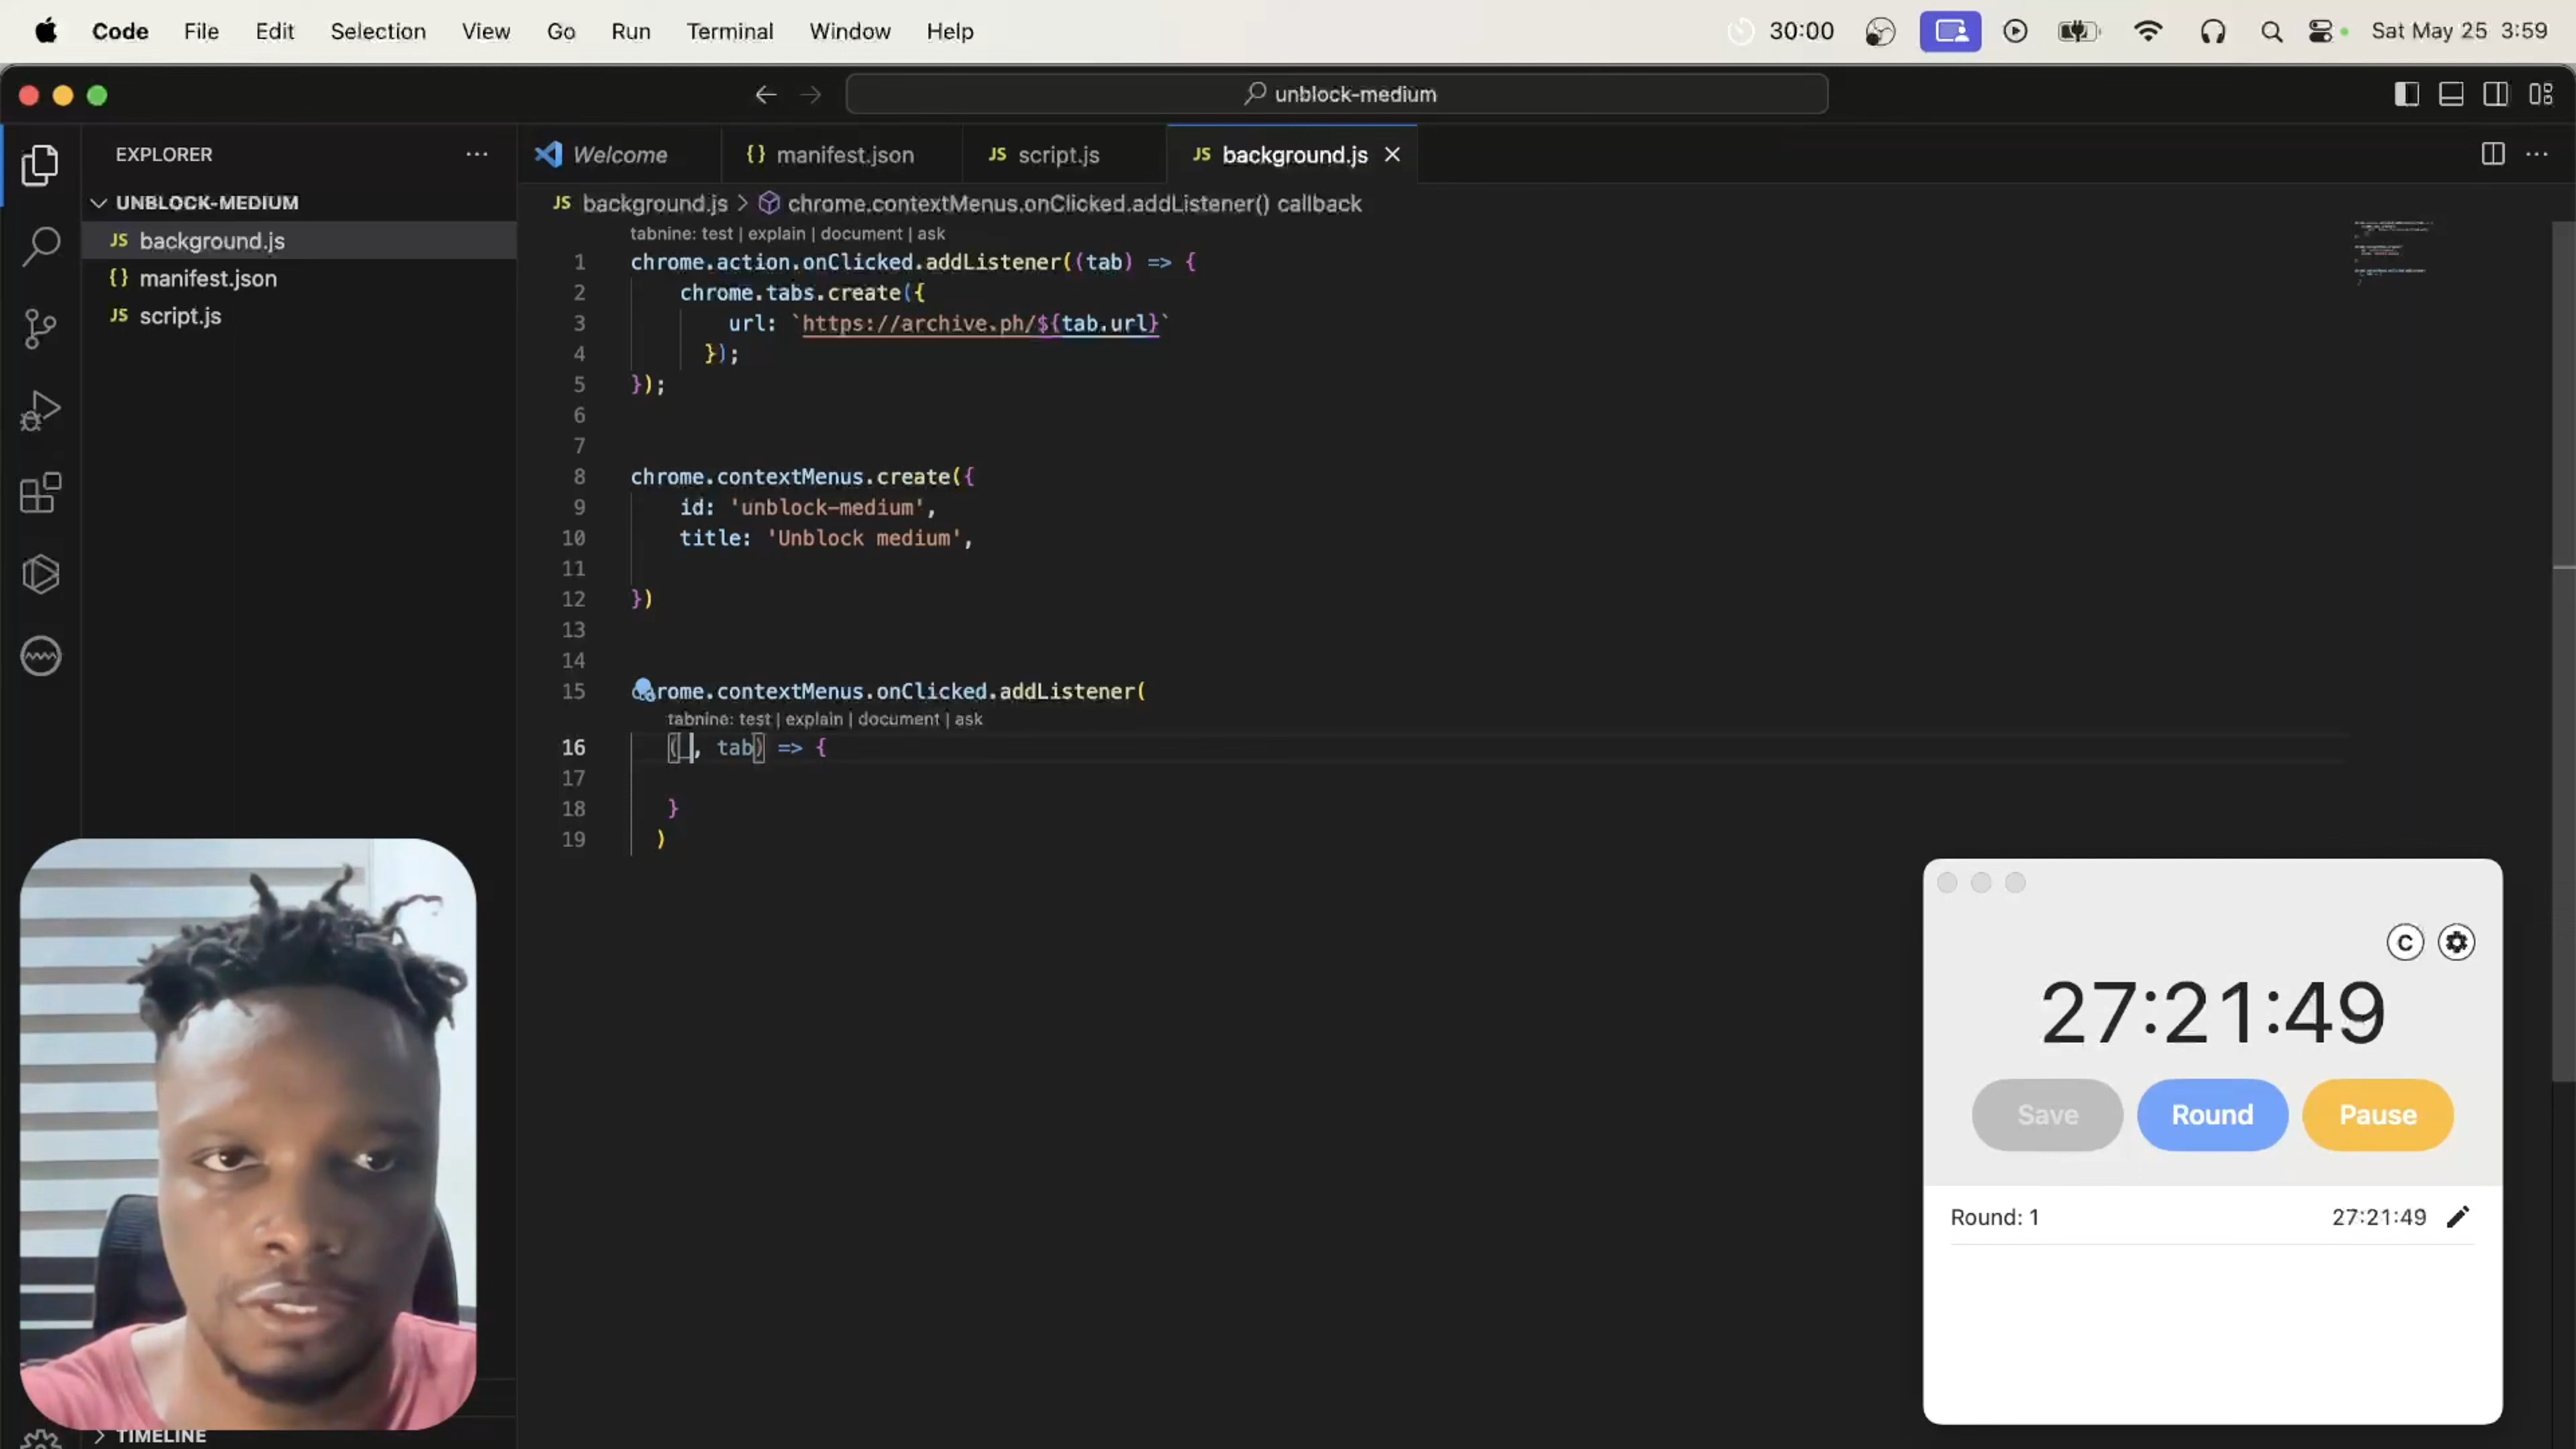 Code File Edit Selection View Go Run Terminal Window Help 30:00 Sat May 25 3:59
unblock-medium
EXPLORER
UNBLOCK-MEDIUM
JS background.js
{} manifest.json
JS script.js
TIMELINE
Welcome {} manifest.json JS script.js JS background.js
JS background.js > chrome.contextMenus.onClicked.addListener() callback
tabnine: test | explain | document | ask
1 chrome.action.onClicked.addListener((tab) => {
2 chrome.tabs.create({
3 url: `https://archive.ph/${tab.url}`
4 });
5 });
6
7
8 chrome.contextMenus.create({
9 id: 'unblock-medium',
10 title: 'Unblock medium',
11
12 })
13
14
15 rome.contextMenus.onClicked.addListener(
tabnine: test | explain | document | ask
16 (_, tab) => {
17
18 }
19 )
C
27:21:49
Save Round Pause
Round: 1 27:21:49